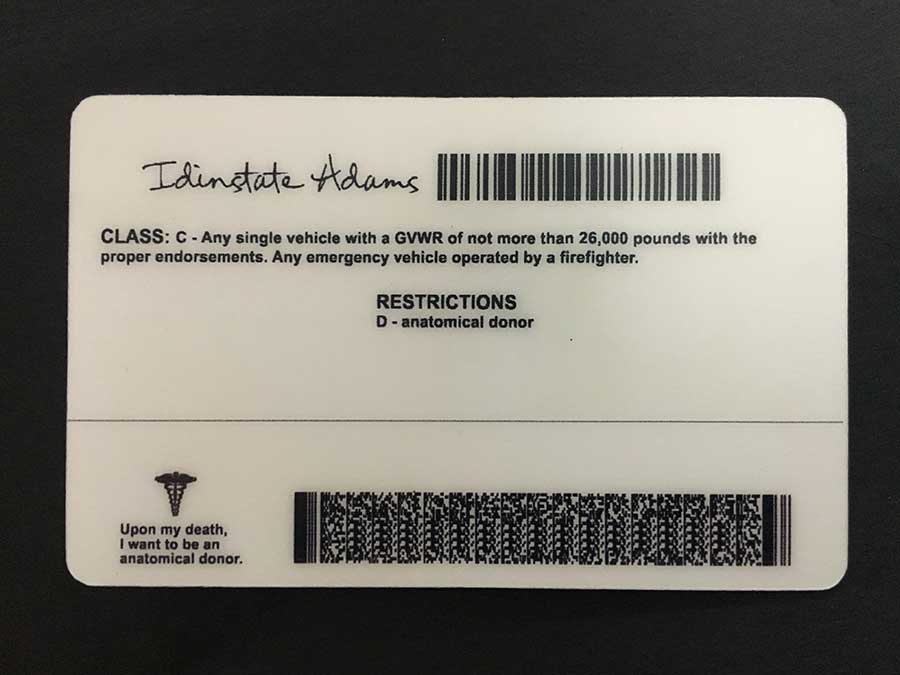 Idinstate Adams
CLASS: C - Any single vehicle with a GVWR of not more than 26,000 pounds with the
proper endorsements. Any emergency vehicle operated by a firefighter.
RESTRICTIONS
D - anatomical donor
Upon my death,
I want to be an
anatomical donor.